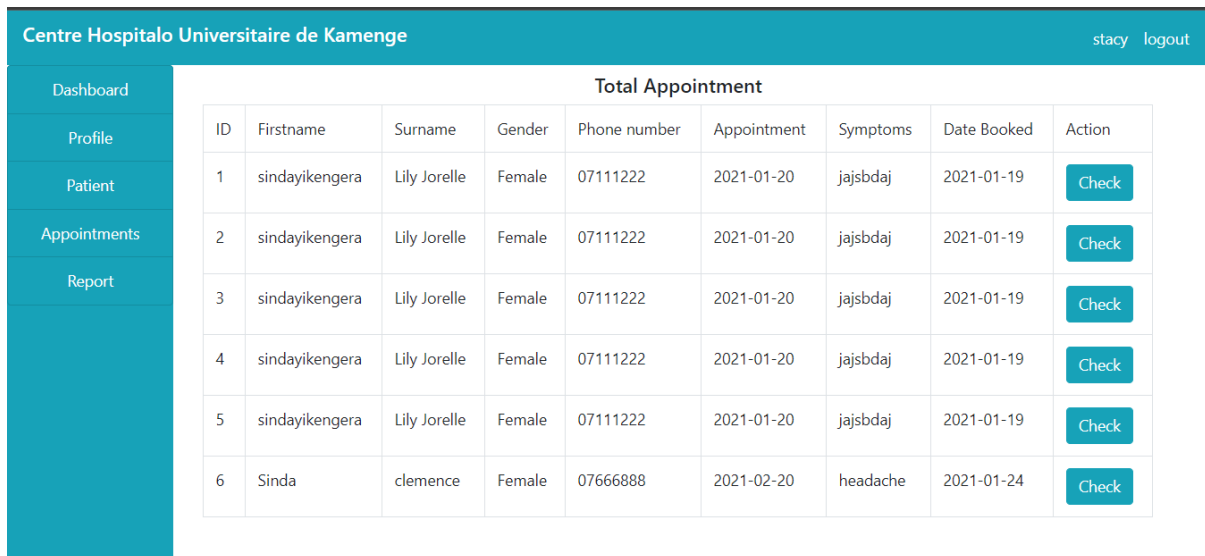 Centre Hospitalo Universitaire de Kamenge
stacy logout
Dashboard
Profile
Patient
Appointments
Report
Total Appointment
ID Firstname Surname Gender Phone number Appointment Symptoms Date Booked Action
1 sindayikengera Lily Jorelle Female 07111222 2021-01-20 jajsbdaj 2021-01-19 Check
2 sindayikengera Lily Jorelle Female 07111222 2021-01-20 jajsbdaj 2021-01-19 Check
3 sindayikengera Lily Jorelle Female 07111222 2021-01-20 jajsbdaj 2021-01-19 Check
4 sindayikengera Lily Jorelle Female 07111222 2021-01-20 jajsbdaj 2021-01-19 Check
5 sindayikengera Lily Jorelle Female 07111222 2021-01-20 jajsbdaj 2021-01-19 Check
6 Sinda clemence Female 07666888 2021-02-20 headache 2021-01-24 Check